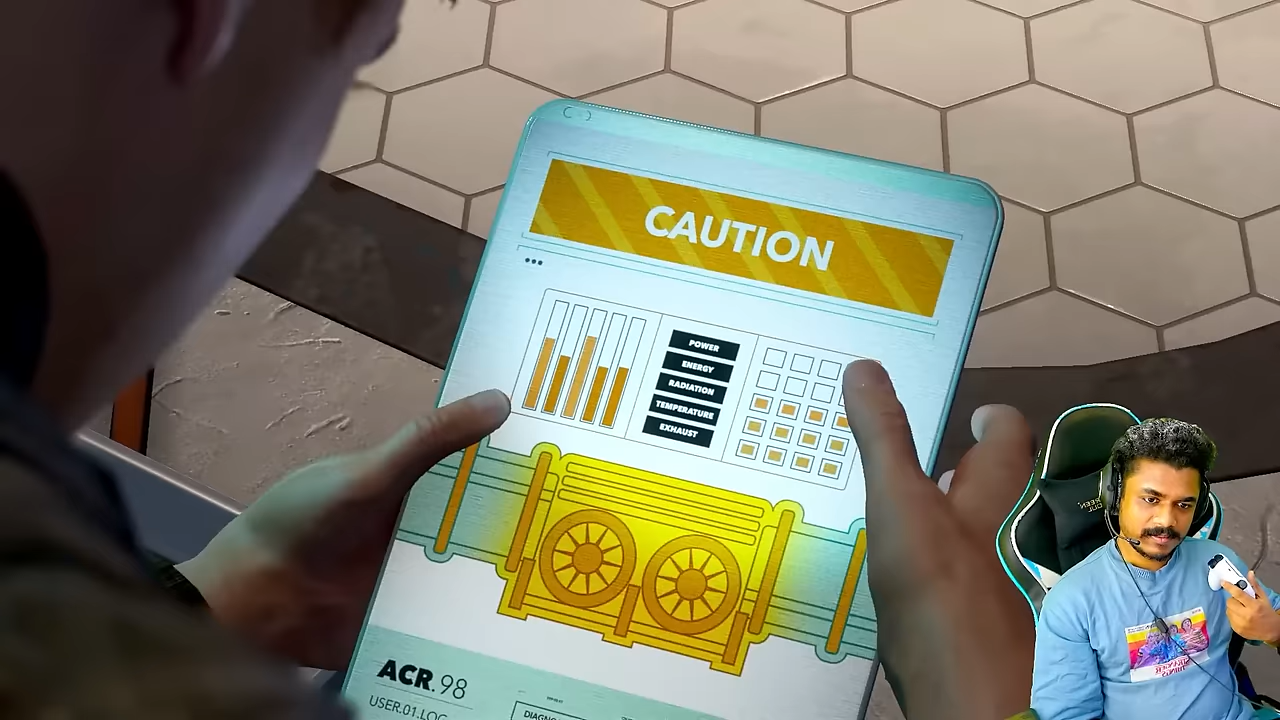 CAUTION
POWER
ENERGY
RADIATION
TEMPERATURE
EXHAUST
ACR.98
USER.01.LOG